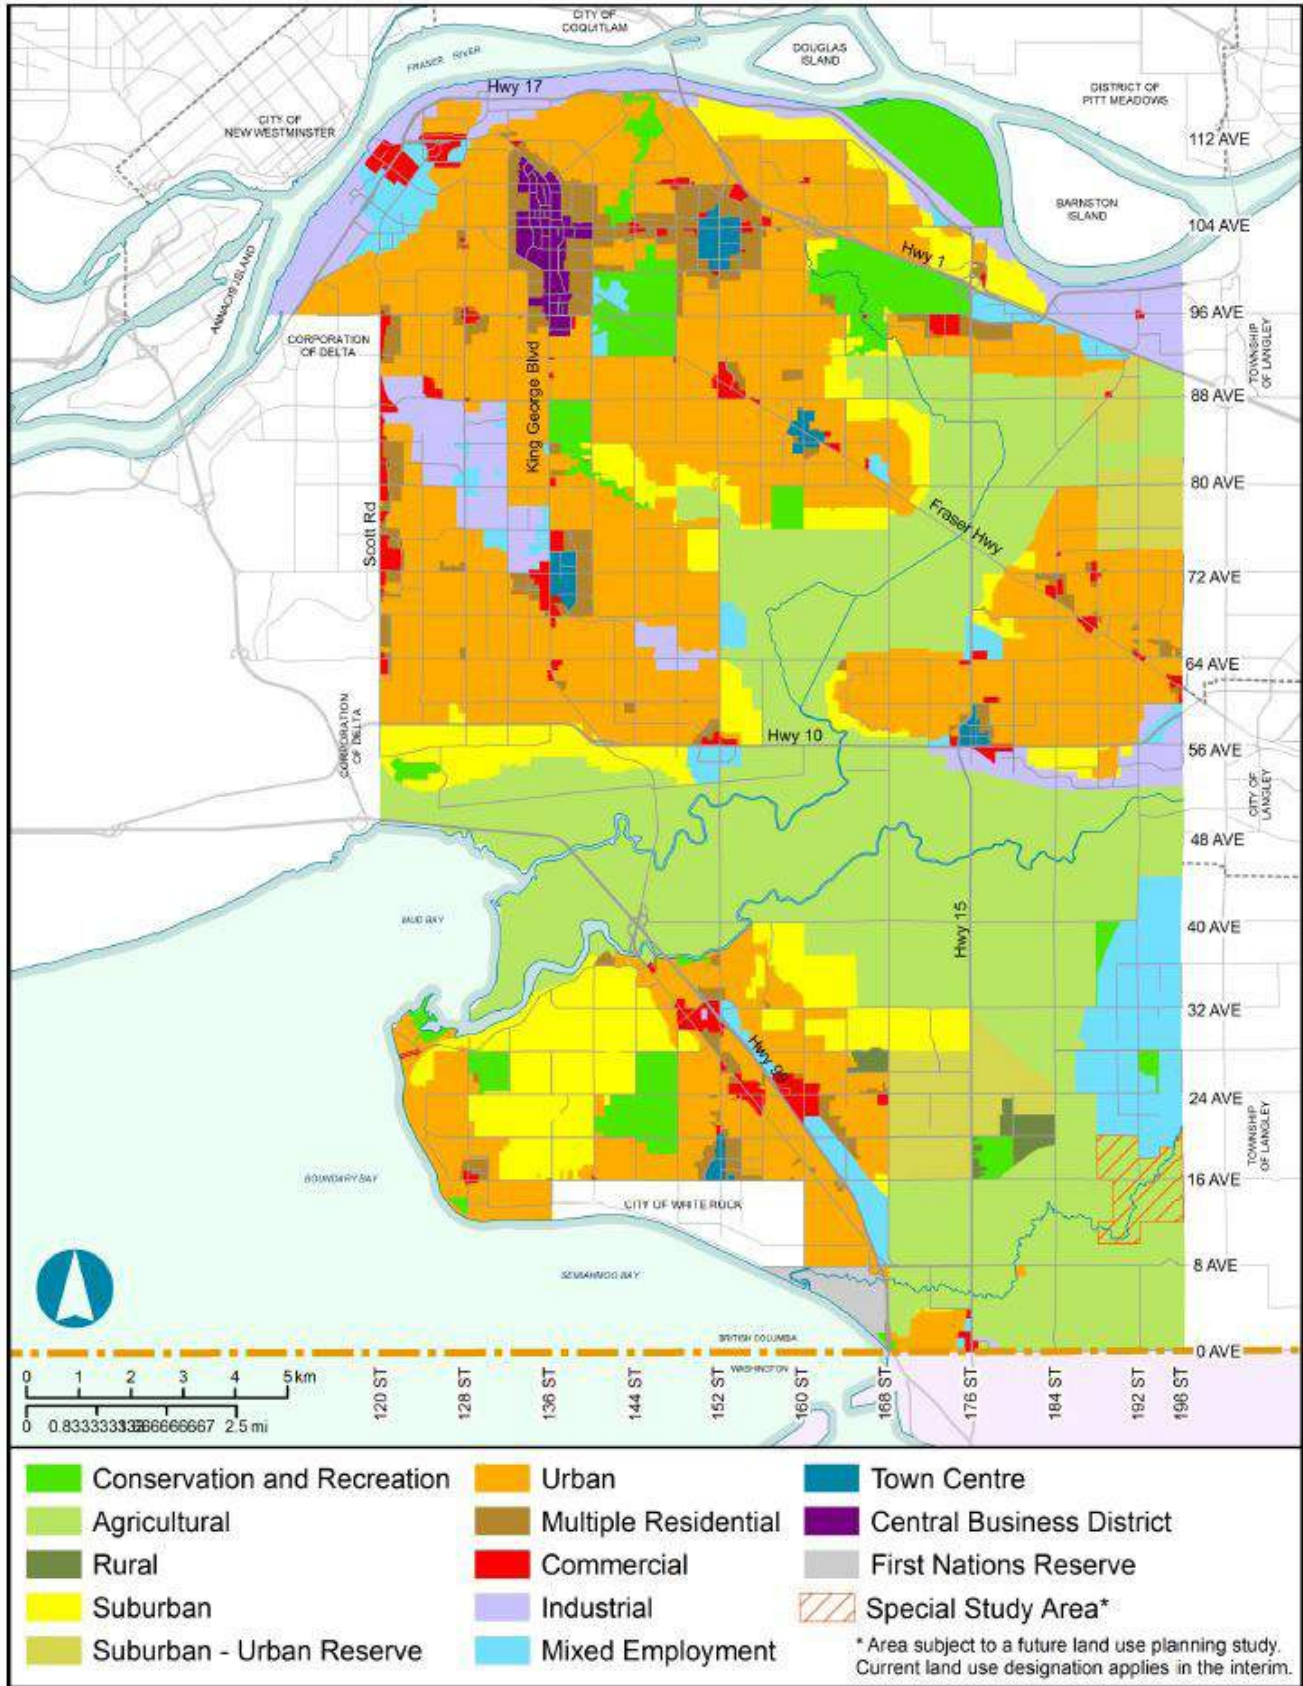 CITY OF
COQUITLAM
FRASER RIVER
DOUGLAS
ISLAND
Hwy 17
DISTRICT OF
PITT MEADOWS
CITY OF
NEW WESTMINSTER
112 AVE
BARNSTON
ISLAND
104 AVE
Hwy 1
ANNACIS ISLAND
96 AVE
CORPORATION
OF DELTA
TOWNSHIP
OF LANGLEY
King George Blvd
88 AVE
80 AVE
Fraser Hwy
Scott Rd
72 AVE
64 AVE
CORPORATION
OF DELTA
Hwy 10
56 AVE
CITY OF
LANGLEY
48 AVE
MUD BAY
Hwy 15
40 AVE
32 AVE
Hwy 99
24 AVE
TOWNSHIP
OF LANGLEY
BOUNDARY BAY
16 AVE
CITY OF WHITE ROCK
SEMIAHMOO BAY
8 AVE
BRITISH COLUMBIA
0 AVE
WASHINGTON
0 1 2 3 4 5 km
0 2.5 mi
120 ST
128 ST
136 ST
144 ST
152 ST
160 ST
168 ST
176 ST
184 ST
192 ST
196 ST
Conservation and Recreation
Agricultural
Rural
Suburban
Suburban - Urban Reserve
Urban
Multiple Residential
Commercial
Industrial
Mixed Employment
Town Centre
Central Business District
First Nations Reserve
Special Study Area*
* Area subject to a future land use planning study.
Current land use designation applies in the interim.